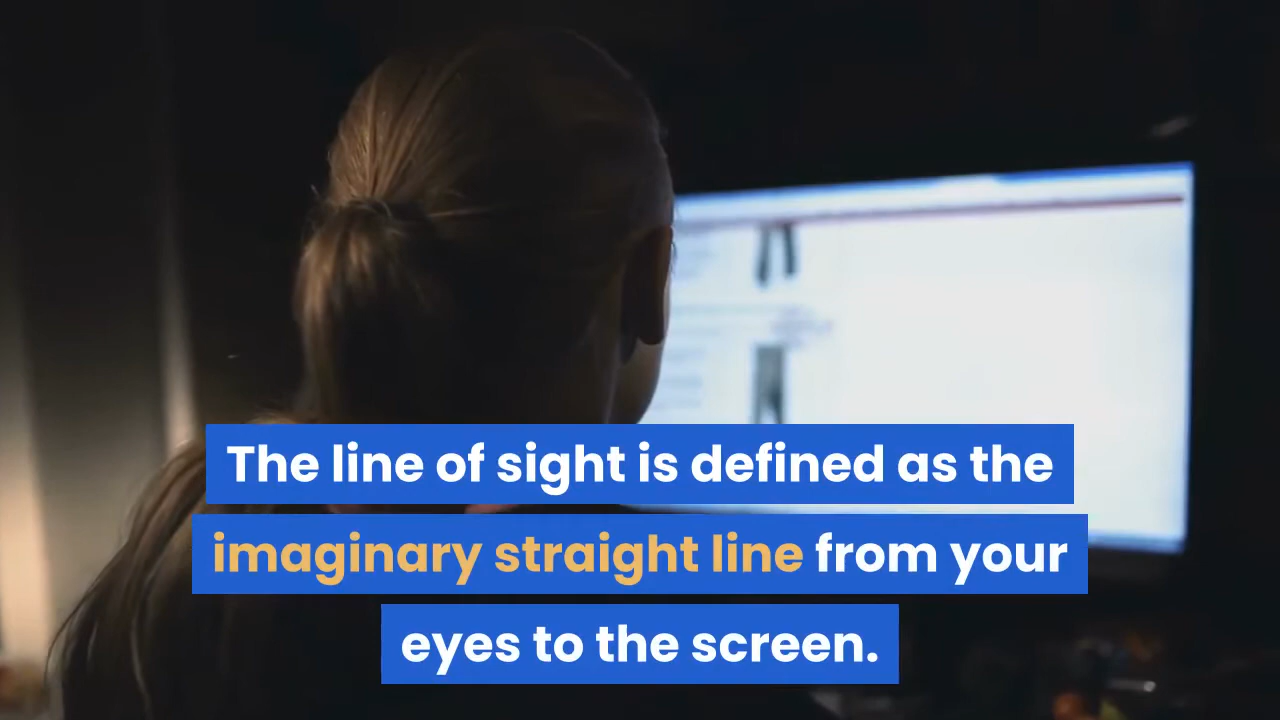 The line of sight is defined as the
imaginary straight line from your
eyes to the screen.